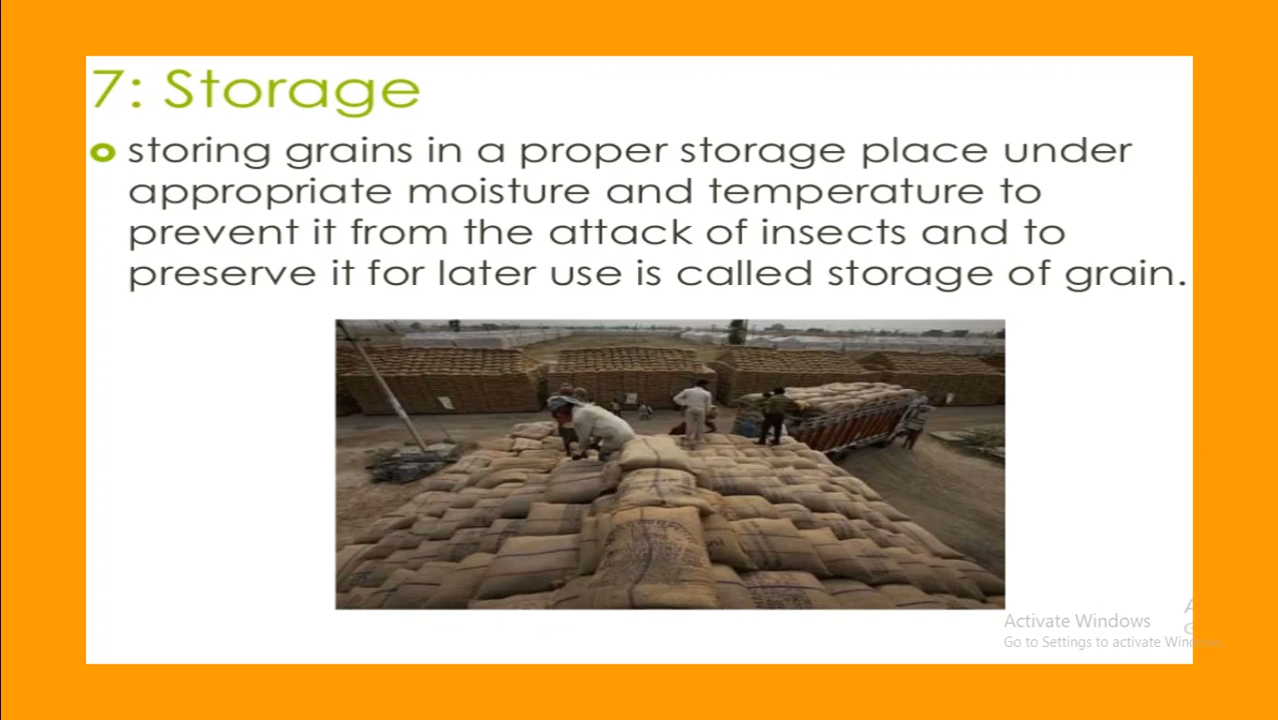 7: Storage
storing grains in a proper storage place under
appropriate moisture and temperature to
prevent it from the attack of insects and to
preserve it for later use is called storage of grain.
Activate Windows
Go to Settings to activate Windows